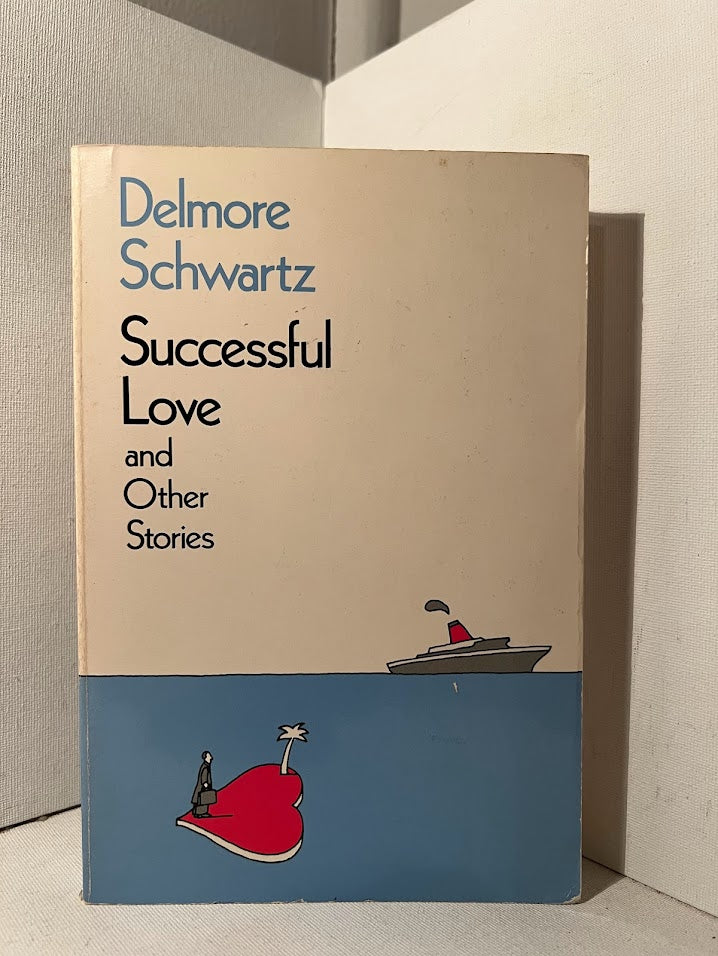 Delmore
Schwartz
Successful
Love
and
Other
Stories